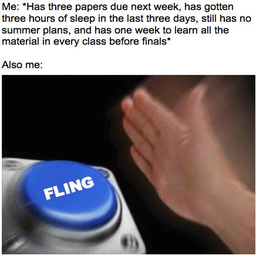 Me: *Has three papers due next week, has gotten
three hours of sleep in the last three days, still has no
summer plans, and has one week to learn all the
material in every class before finals*
Also me:
FLING